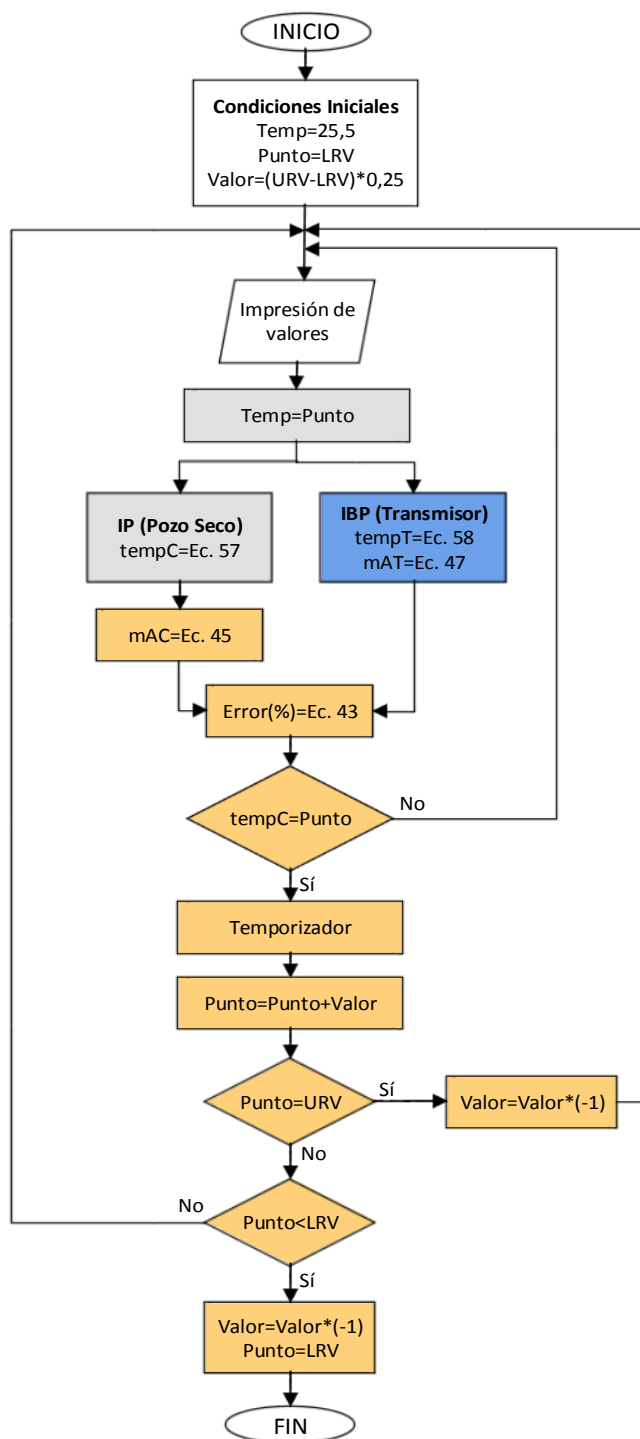 INICIO
Condiciones Iniciales
Temp=25,5
Punto=LRV
Valor=(URV-LRV)*0,25
Impresión de
valores
Temp=Punto
IP (Pozo Seco)
tempC=Ec. 57
IBP (Transmisor)
tempT=Ec. 58
mAT=Ec. 47
mAC=Ec. 45
Error(%)=Ec. 43
tempC=Punto
No
Sí
Temporizador
Punto=Punto+Valor
Punto=URV
Sí
Valor=Valor*(-1)
No
Punto<LRV
No
Sí
Valor=Valor*(-1)
Punto=LRV
FIN